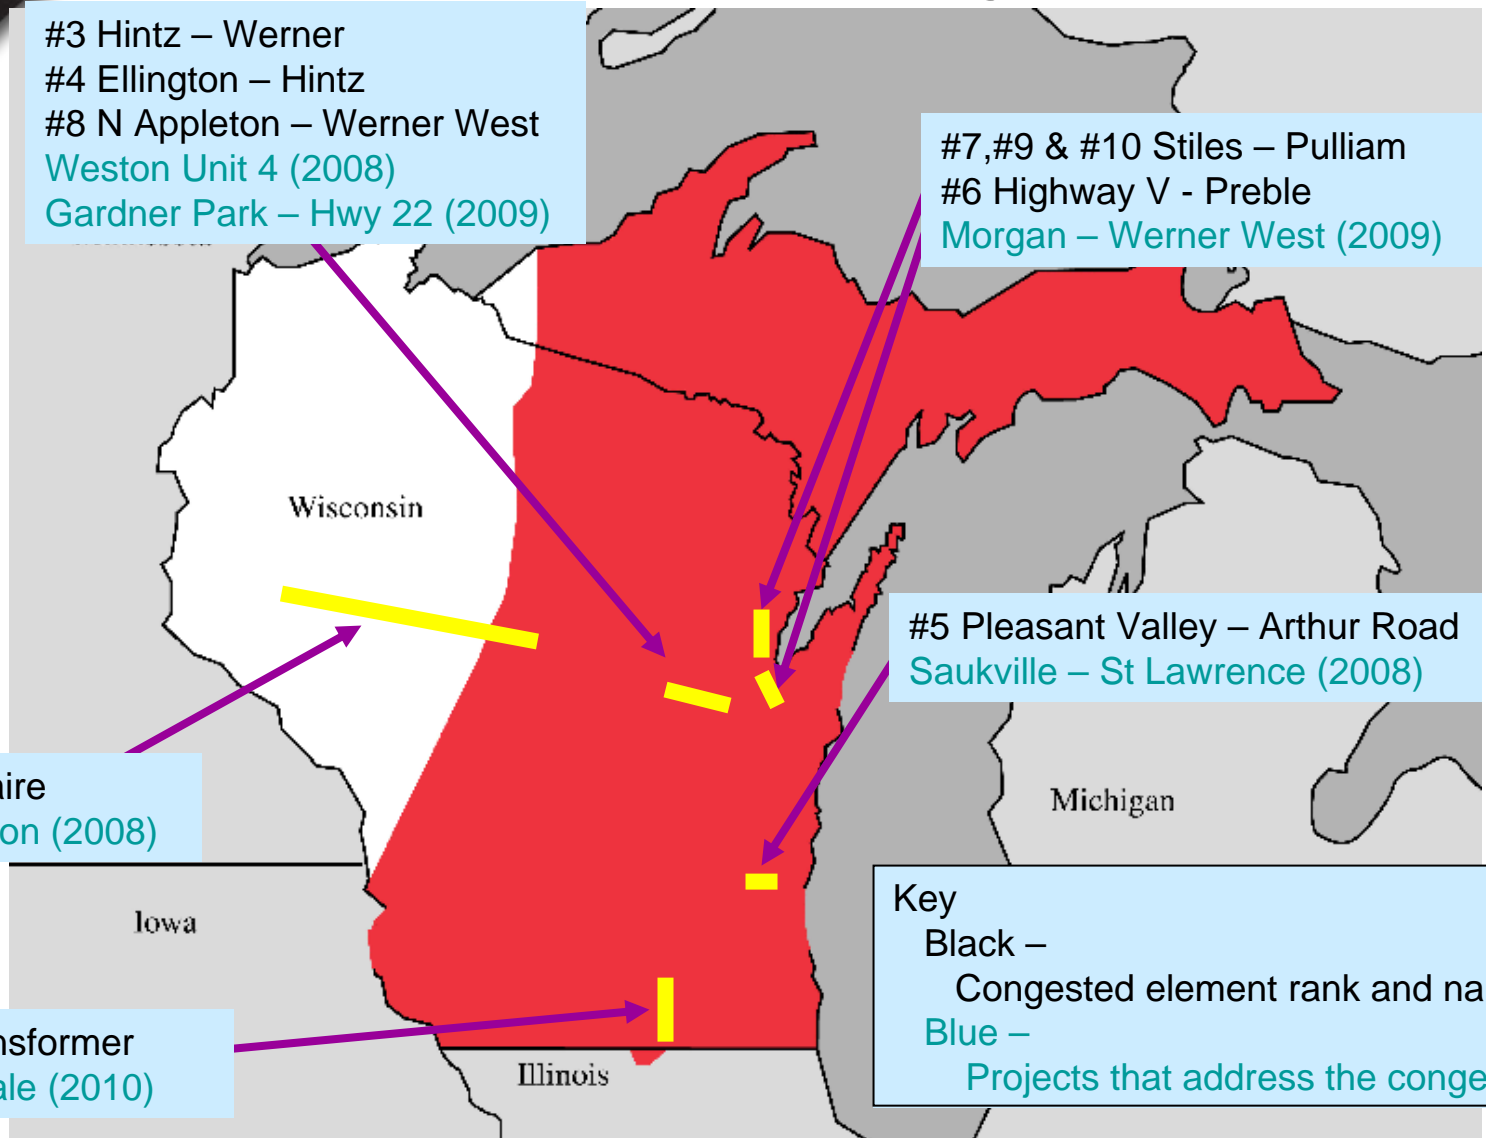 #3 Hintz – Werner
#4 Ellington – Hintz
#8 N Appleton – Werner West
Weston Unit 4 (2008)
Gardner Park – Hwy 22 (2009)
#7,#9 & #10 Stiles – Pulliam
#6 Highway V - Preble
Morgan – Werner West (2009)
Wisconsin
#5 Pleasant Valley – Arthur Road
Saukville – St Lawrence (2008)
aire
on (2008)
Michigan
Iowa
Key
Black –
Congested element rank and na
Blue –
Projects that address the conge
nsformer
ale (2010)
Illinois